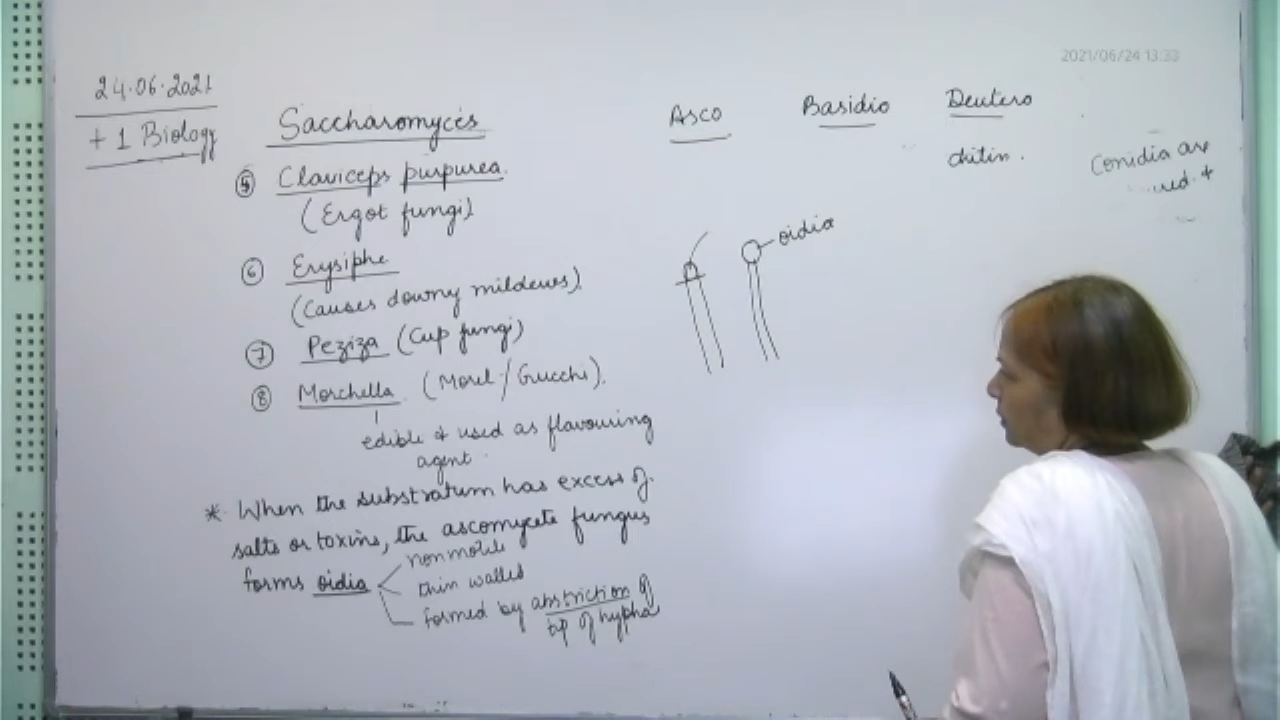 2021/06/24 13:33
24.06.2021
+ 1 Biology
Saccharomyces
⑤ Claviceps purpurea.
(Ergot fungi)
⑥ Erysiphe
(Causes downy mildews)
⑦ Peziza (Cup fungi)
⑧ Morchella (Morel/Gucchi).
edible & used as flavouring
agent.
* When the substratum has excess of
salts or toxins, the ascomycete fungus
forms oidia
nonmotile
thin walled
formed by abstriction of
tip of hypha
Asco Basidio Deutero
chitin.
Conidia are
oidia